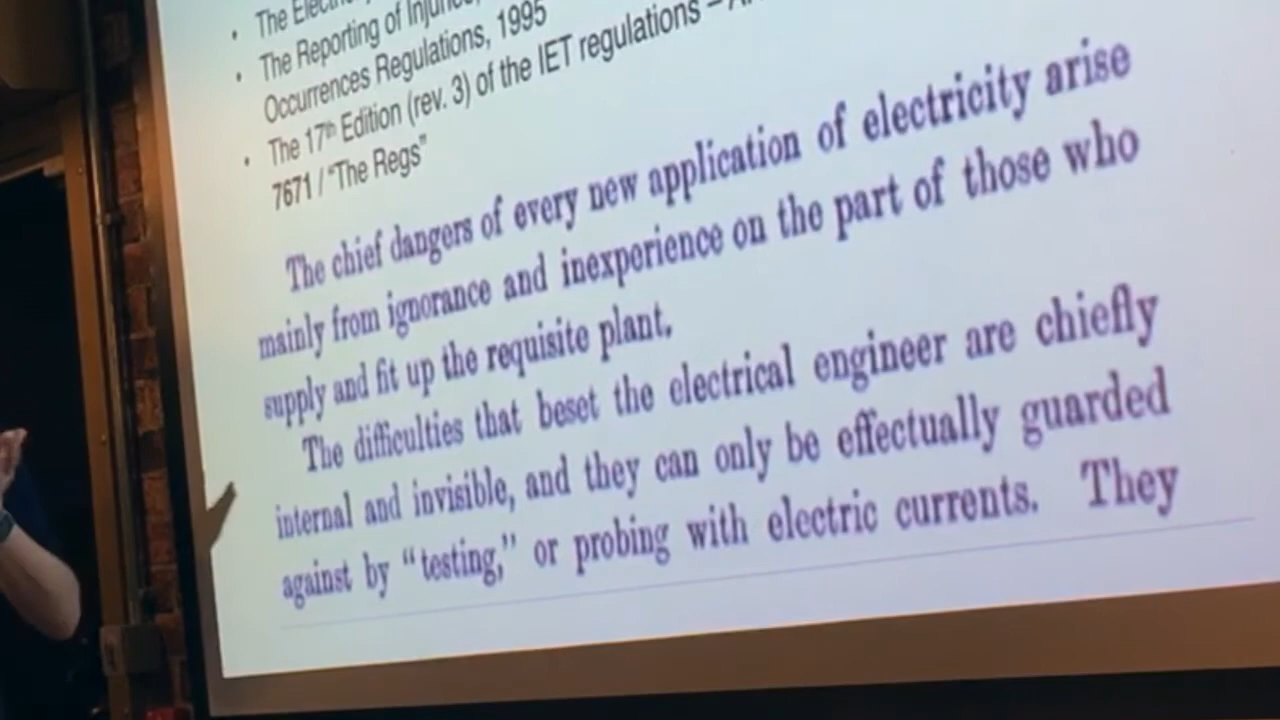 • The
• The Reporting of
Occurrences Regulations, 1995
• The 17th Edition (rev. 3) of the IET regulations –
7671 / "The Regs"
The chief dangers of every new application of electricity arise
mainly from ignorance and inexperience on the part of those who
supply and fit up the requisite plant.
The difficulties that beset the electrical engineer are chiefly
internal and invisible, and they can only be effectually guarded
against by “testing,” or probing with electric currents. They